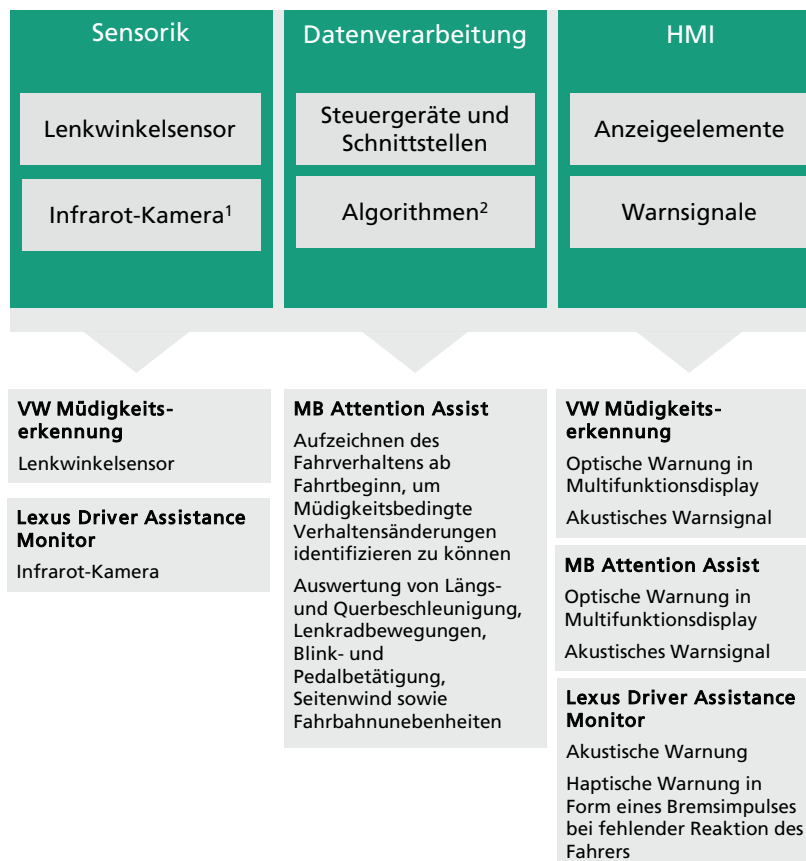 Sensorik
Lenkwinkelsensor
Infrarot-Kamera¹
Datenverarbeitung
Steuergeräte und
Schnittstellen
Algorithmen²
HMI
Anzeigeelemente
Warnsignale
VW Müdigkeits-
erkennung
Lenkwinkelsensor
Lexus Driver Assistance
Monitor
Infrarot-Kamera
MB Attention Assist
Aufzeichnen des
Fahrverhaltens ab
Fahrtbeginn, um
Müdigkeitsbedingte
Verhaltensänderungen
identifizieren zu können
Auswertung von Längs-
und Querbeschleunigung,
Lenkradbewegungen,
Blink- und
Pedalbetätigung,
Seitenwind sowie
Fahrbahnunebenheiten
VW Müdigkeits-
erkennung
Optische Warnung in
Multifunktionsdisplay
Akustisches Warnsignal
MB Attention Assist
Optische Warnung in
Multifunktionsdisplay
Akustisches Warnsignal
Lexus Driver Assistance
Monitor
Akustische Warnung
Haptische Warnung in
Form eines Bremsimpulses
bei fehlender Reaktion des
Fahrers